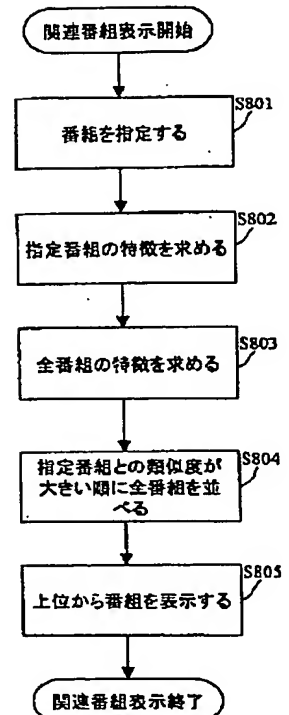 関連番組表示開始
S801
番組を指定する
S802
指定番組の特徴を求める
S803
全番組の特徴を求める
S804
指定番組との類似度が
大きい順に全番組を並
べる
S805
上位から番組を表示する
関連番組表示終了